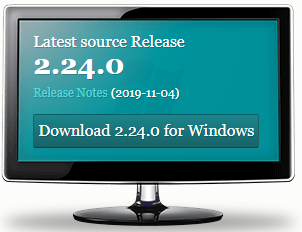 Latest source Release
2.24.0
Release Notes (2019-11-04)
Download 2.24.0 for Windows